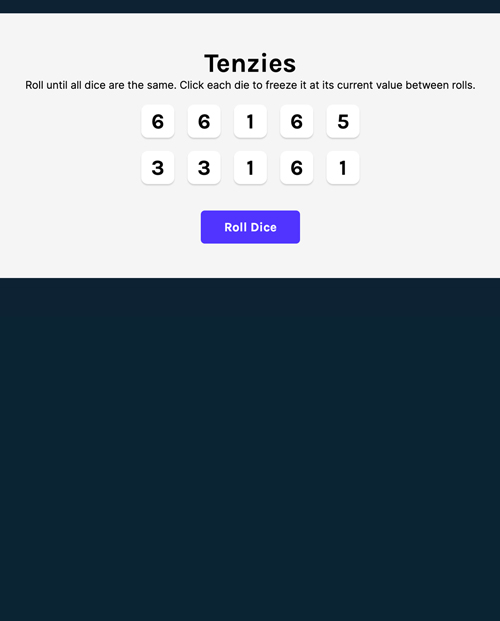 Tenzies
Roll until all dice are the same. Click each die to freeze it at its current value between rolls.
6 6 1 6 5
3 3 1 6 1
Roll Dice